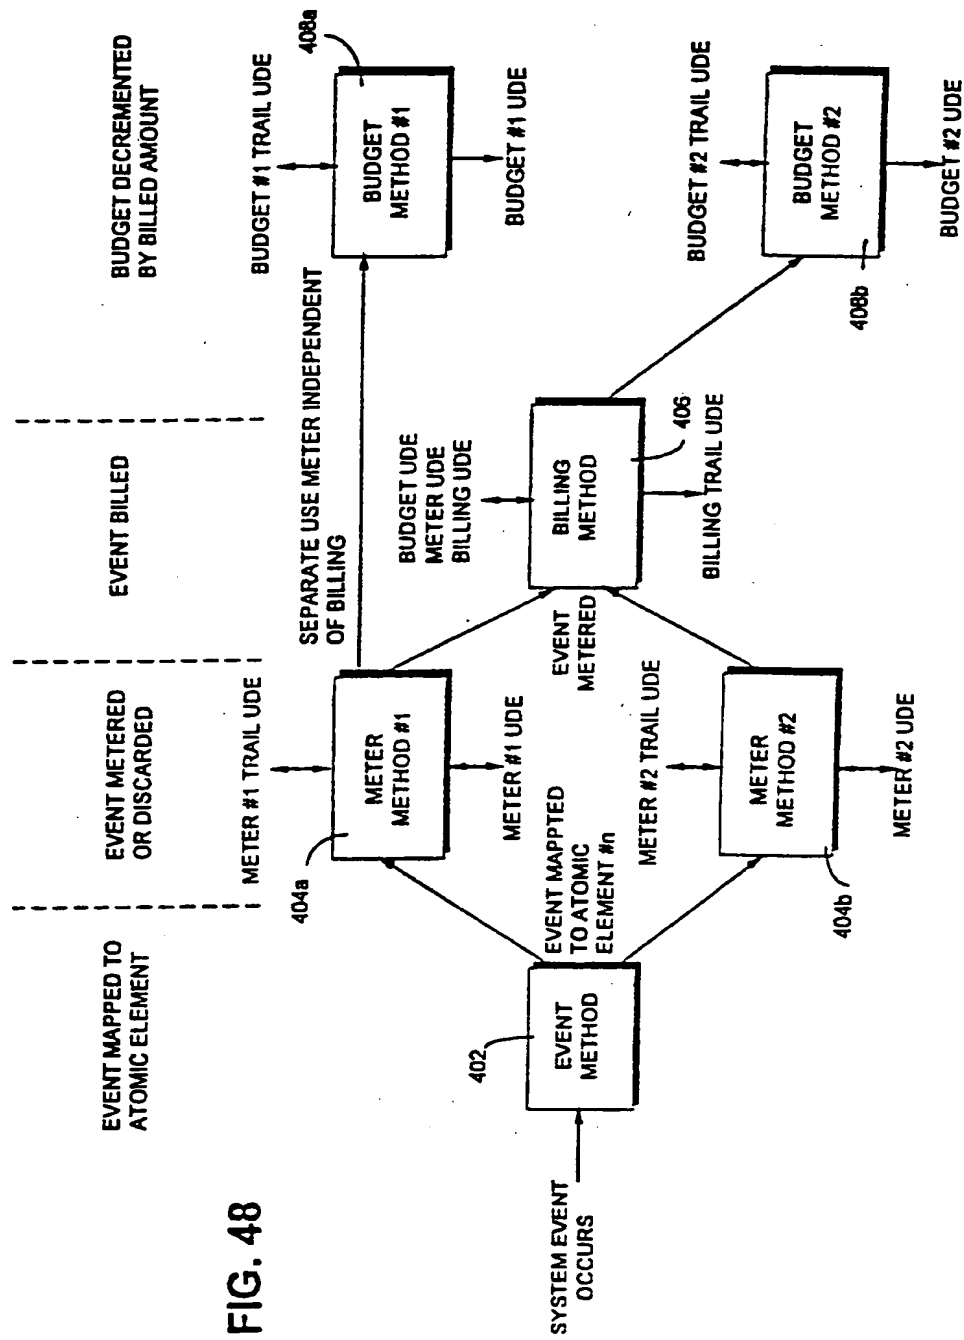 FIG. 48
EVENT MAPPED TO
ATOMIC ELEMENT
EVENT METERED
OR DISCARDED
EVENT BILLED
BUDGET DECREMENTED
BY BILLED AMOUNT
SYSTEM EVENT
OCCURS
402
EVENT
METHOD
EVENT MAPPTED
TO ATOMIC
ELEMENT #n
METER #1 TRAIL UDE
404a
METER
METHOD #1
METER #1 UDE
METER #2 TRAIL UDE
METER
METHOD #2
404b
METER #2 UDE
SEPARATE USE METER INDEPENDENT
OF BILLING
EVENT
METERED
BUDGET UDE
METER UDE
BILLING UDE
BILLING
METHOD
406
BILLING TRAIL UDE
BUDGET #1 TRAIL UDE
408a
BUDGET
METHOD #1
BUDGET #1 UDE
BUDGET #2 TRAIL UDE
BUDGET
METHOD #2
408b
BUDGET #2 UDE